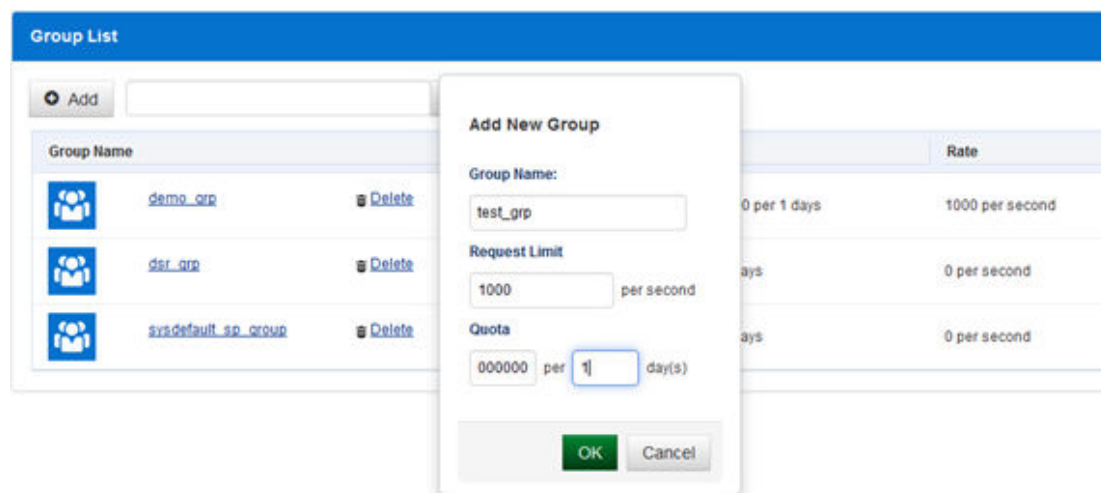 Group List
Add
Add New Group
Group Name
Rate
Group Name:
demo_grp Delete
test_grp
0 per 1 days
1000 per second
Request Limit
dsr_grp Delete
1000 per second
ays
0 per second
Quota
sysdefault_sp_group Delete
ays
0 per second
000000 per 1 day(s)
OK Cancel